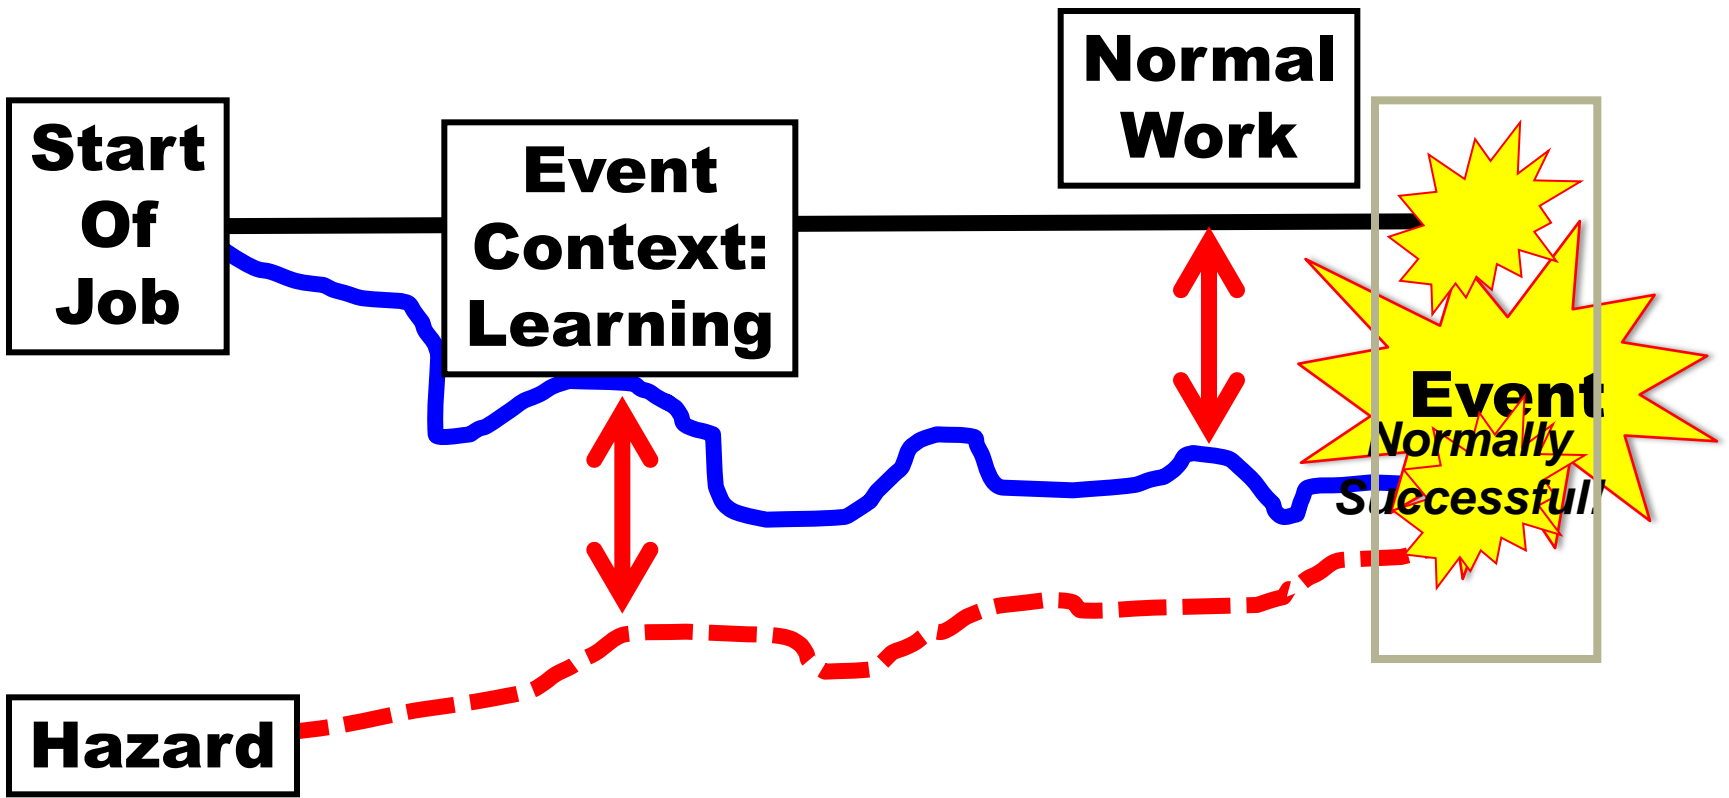 Start
Of
Job
Event
Context:
Learning
Normal
Work
Event
Normally
Successful!
Hazard